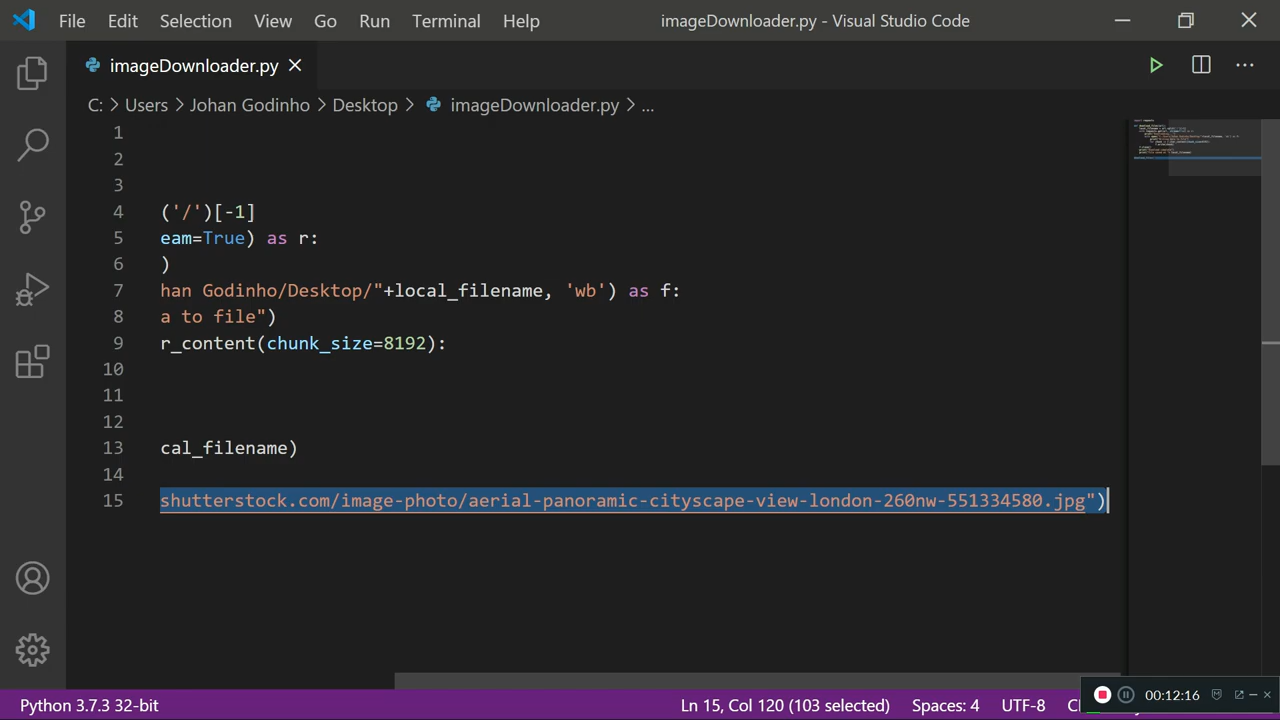 File Edit Selection View Go Run Terminal Help imageDownloader.py - Visual Studio Code
imageDownloader.py
C: > Users > Johan Godinho > Desktop > imageDownloader.py > ...
1
2
3
4 ('/')[-1]
5 eam=True) as r:
6 )
7 han Godinho/Desktop/"+local_filename, 'wb') as f:
8 a to file")
9 r_content(chunk_size=8192):
10
11
12
13 cal_filename)
14
15 shutterstock.com/image-photo/aerial-panoramic-cityscape-view-london-260nw-551334580.jpg")
Python 3.7.3 32-bit Ln 15, Col 120 (103 selected) Spaces: 4 UTF-8
00:12:16